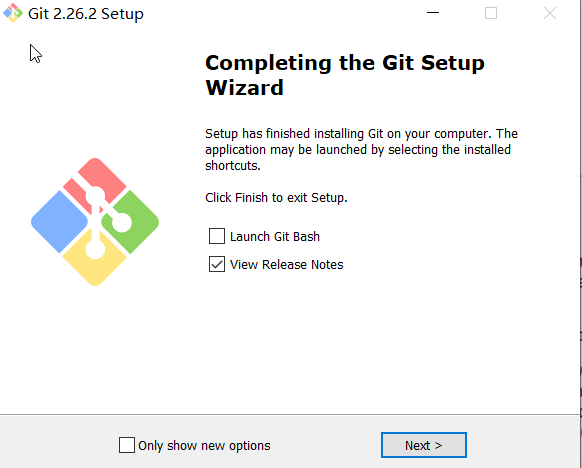 Git 2.26.2 Setup
Completing the Git Setup
Wizard
Setup has finished installing Git on your computer. The
application may be launched by selecting the installed
shortcuts.
Click Finish to exit Setup.
Launch Git Bash
View Release Notes
Only show new options
Next >